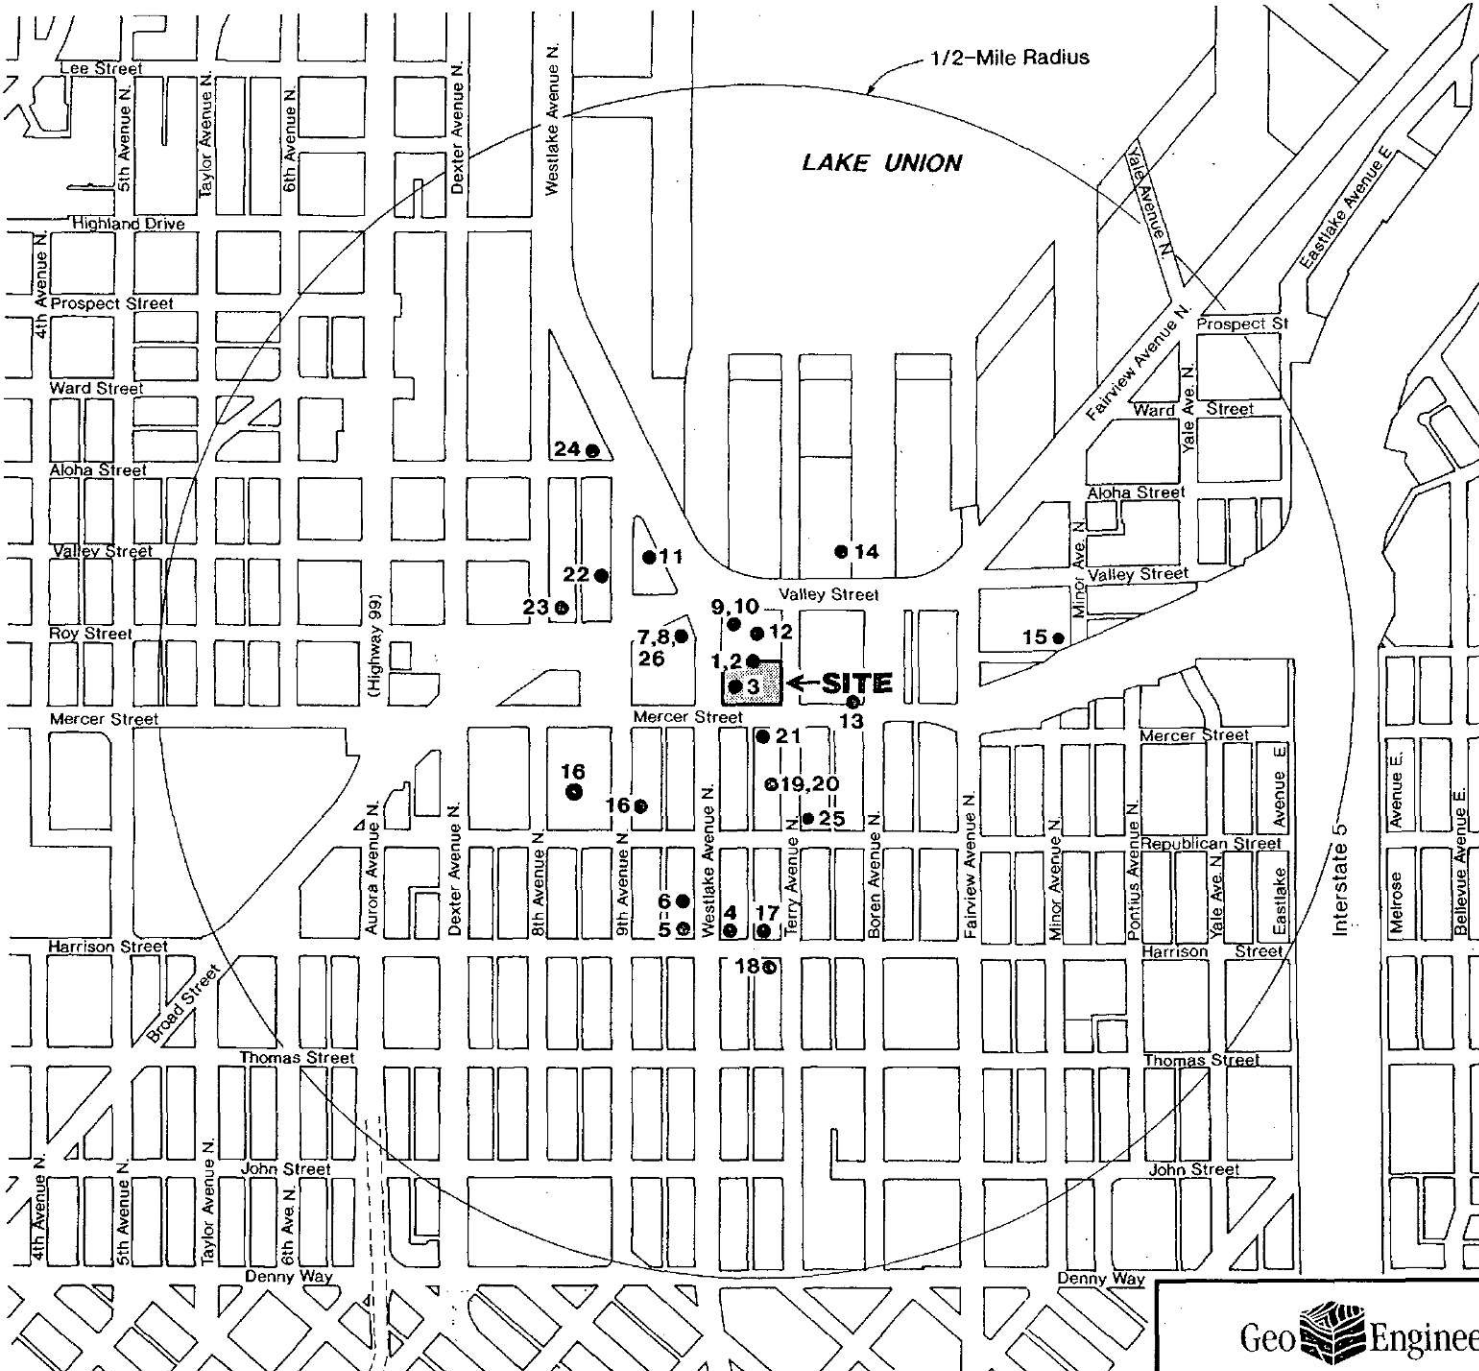 1/2-Mile Radius
LAKE UNION
Lee Street
5th Avenue N.
Taylor Avenue N.
6th Avenue N.
Dexter Avenue N.
Westlake Avenue N.
Yale Avenue N.
Eastlake Avenue E
Highland Drive
4th Avenue N.
Prospect Street
Prospect St
Fairview Avenue N.
Ward Street
Ward Street
Yale Ave. N.
24
Aloha Street
Aloha Street
Minor Ave. N.
Valley Street
11
14
22
Valley Street
Valley Street
23
9,10
(Highway 99)
Roy Street
7,8,
26
12
15
1,2
3
SITE
13
Mercer Street
Mercer Street
Mercer Street
21
16
19,20
16
25
Aurora Avenue N.
Dexter Avenue N.
8th Avenue N.
9th Avenue N.
Westlake Avenue N.
Terry Avenue N.
Boren Avenue N.
Fairview Avenue N.
Minor Avenue N.
Pontius Avenue N.
Republican Street
Yale Ave. N.
Eastlake Avenue E
Interstate 5
Melrose Avenue E.
Bellevue Avenue E.
6
5
4
17
Harrison Street
Harrison Street
18
Broad Street
Thomas Street
Thomas Street
John Street
John Street
4th Avenue N.
5th Avenue N.
Taylor Avenue N.
6th Ave. N.
Denny Way
Denny Way
Geo Enginee